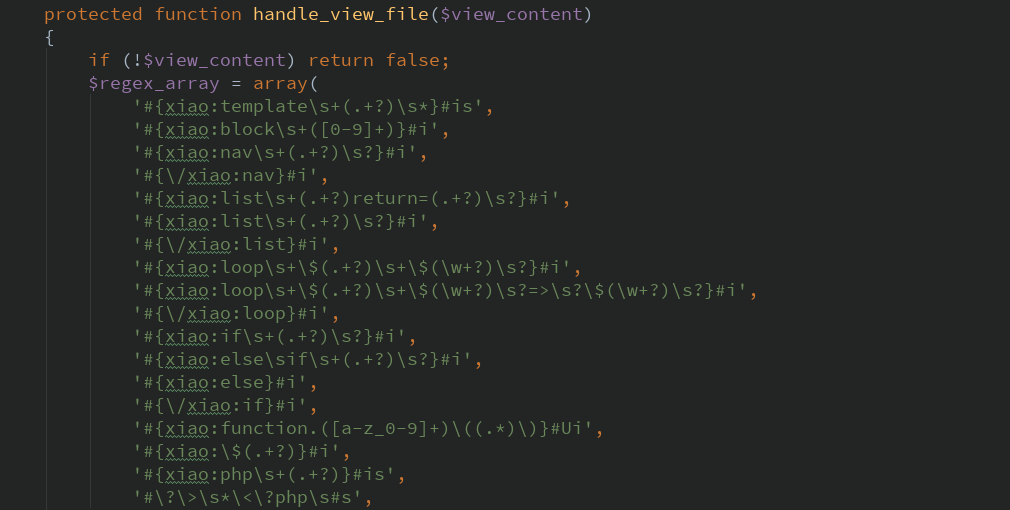 protected function handle_view_file($view_content)
{
if (!$view_content) return false;
$regex_array = array(
'#{xiao:template\s+(.+?)\s*}#is',
'#{xiao:block\s+([0-9]+)}#i',
'#{xiao:nav\s+(.+?)\s?}#i',
'#{\/xiao:nav}#i',
'#{xiao:list\s+(.+?)return=(.+?)\s?}#i',
'#{xiao:list\s+(.+?)\s?}#i',
'#{\/xiao:list}#i',
'#{xiao:loop\s+\$(.+?)\s+\$(\w+?)\s?}#i',
'#{xiao:loop\s+\$(.+?)\s+\$(\w+?)\s?=>\s?\$(\w+?)\s?}#i',
'#{\/xiao:loop}#i',
'#{xiao:if\s+(.+?)\s?}#i',
'#{xiao:else\sif\s+(.+?)\s?}#i',
'#{xiao:else}#i',
'#{\/xiao:if}#i',
'#{xiao:function.([a-z_0-9]+)\((.*)\)}#Ui',
'#{xiao:\$(.+?)}#i',
'#{xiao:php\s+(.+?)}#is',
'#\?\>\s*\<\?php\s#s',